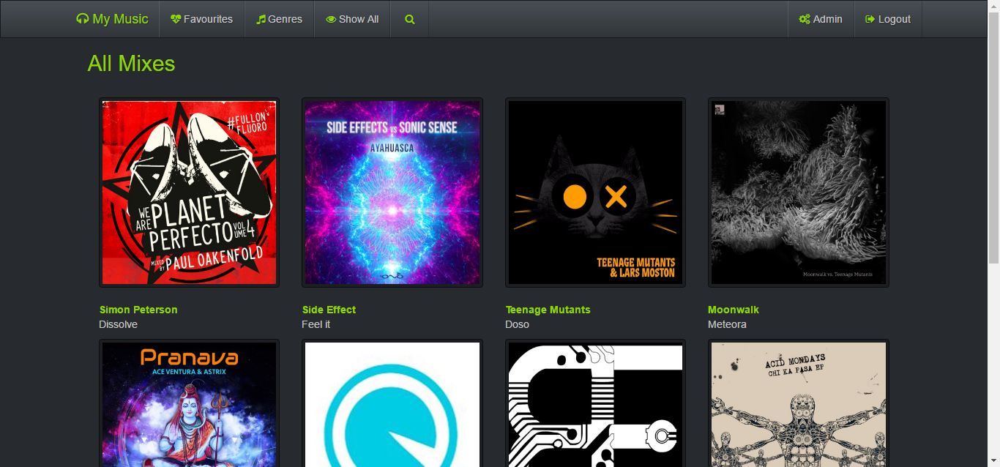 My Music
Favourites
Genres
Show All
Admin
Logout
All Mixes
#FULLON
FLUORO
WE ARE PLANET
PERFECTO VOLUME 4
MIXED BY PAUL OAKENFOLD
SIDE EFFECTS vs SONIC SENSE
AYAHUASCA
TEENAGE MUTANTS
& LARS MOSTON
Moonwalk vs. Teenage Mutants
Simon Peterson
Dissolve
Side Effect
Feel it
Teenage Mutants
Doso
Moonwalk
Meteora
Pranava
ACE VENTURA & ASTRIX
ACID MONDAYS
CHI KA PASA EP